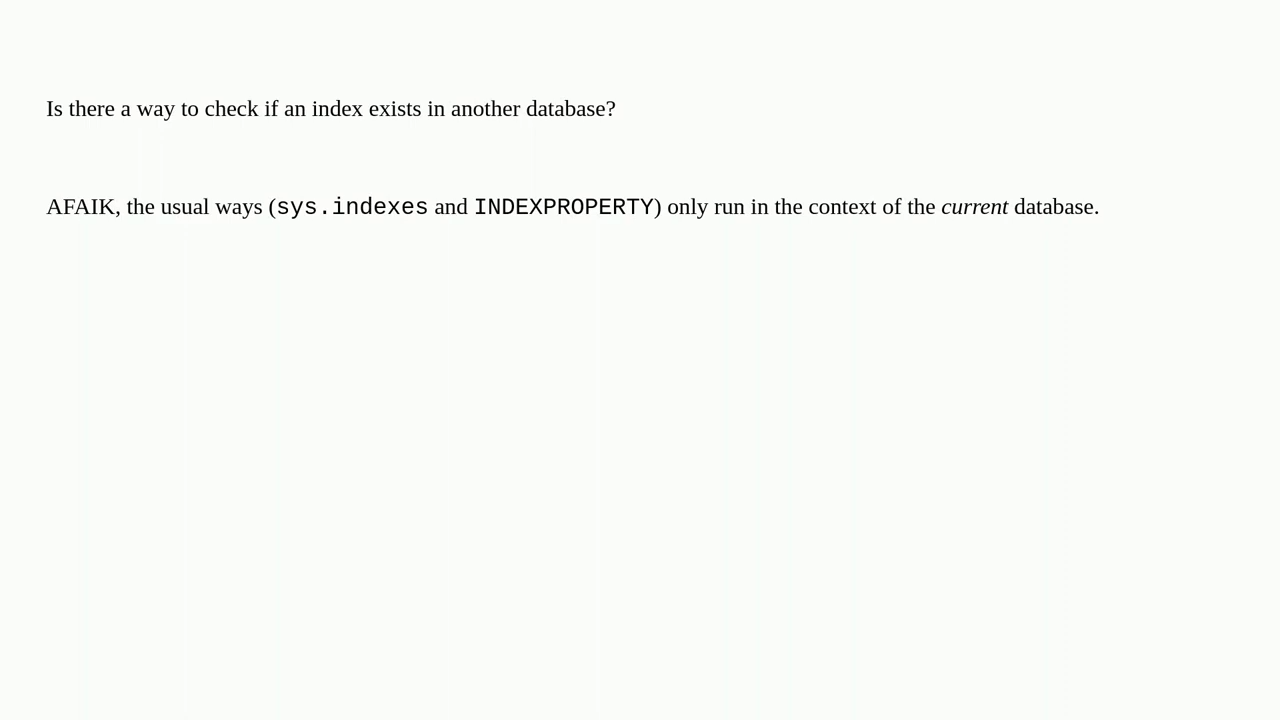 Is there a way to check if an index exists in another database?
AFAIK, the usual ways (sys.indexes and INDEXPROPERTY) only run in the context of the current database.